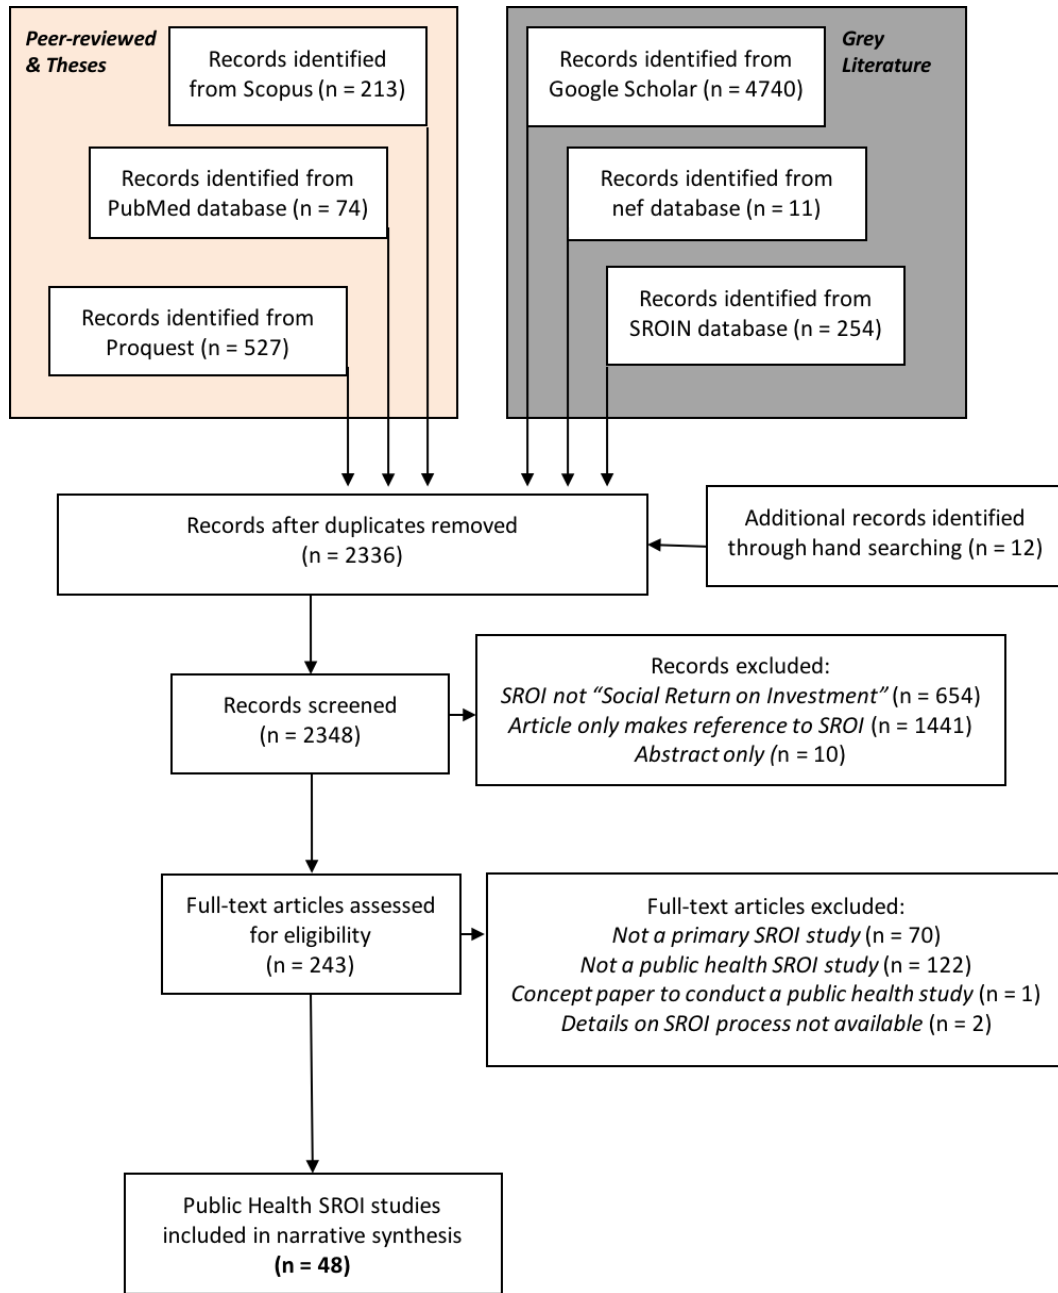 Peer-reviewed
& Theses
Records identified
from Scopus (n = 213)
Records identified from
PubMed database (n = 74)
Records identified from
Proquest (n = 527)
Grey
Literature
Records identified from
Google Scholar (n = 4740)
Records identified from
nef database (n = 11)
Records identified from
SROIN database (n = 254)
Records after duplicates removed
(n = 2336)
Additional records identified
through hand searching (n = 12)
Records screened
(n = 2348)
Records excluded:
SROI not “Social Return on Investment” (n = 654)
Article only makes reference to SROI (n = 1441)
Abstract only (n = 10)
Full-text articles assessed
for eligibility
(n = 243)
Full-text articles excluded:
Not a primary SROI study (n = 70)
Not a public health SROI study (n = 122)
Concept paper to conduct a public health study (n = 1)
Details on SROI process not available (n = 2)
Public Health SROI studies
included in narrative synthesis
(n = 48)